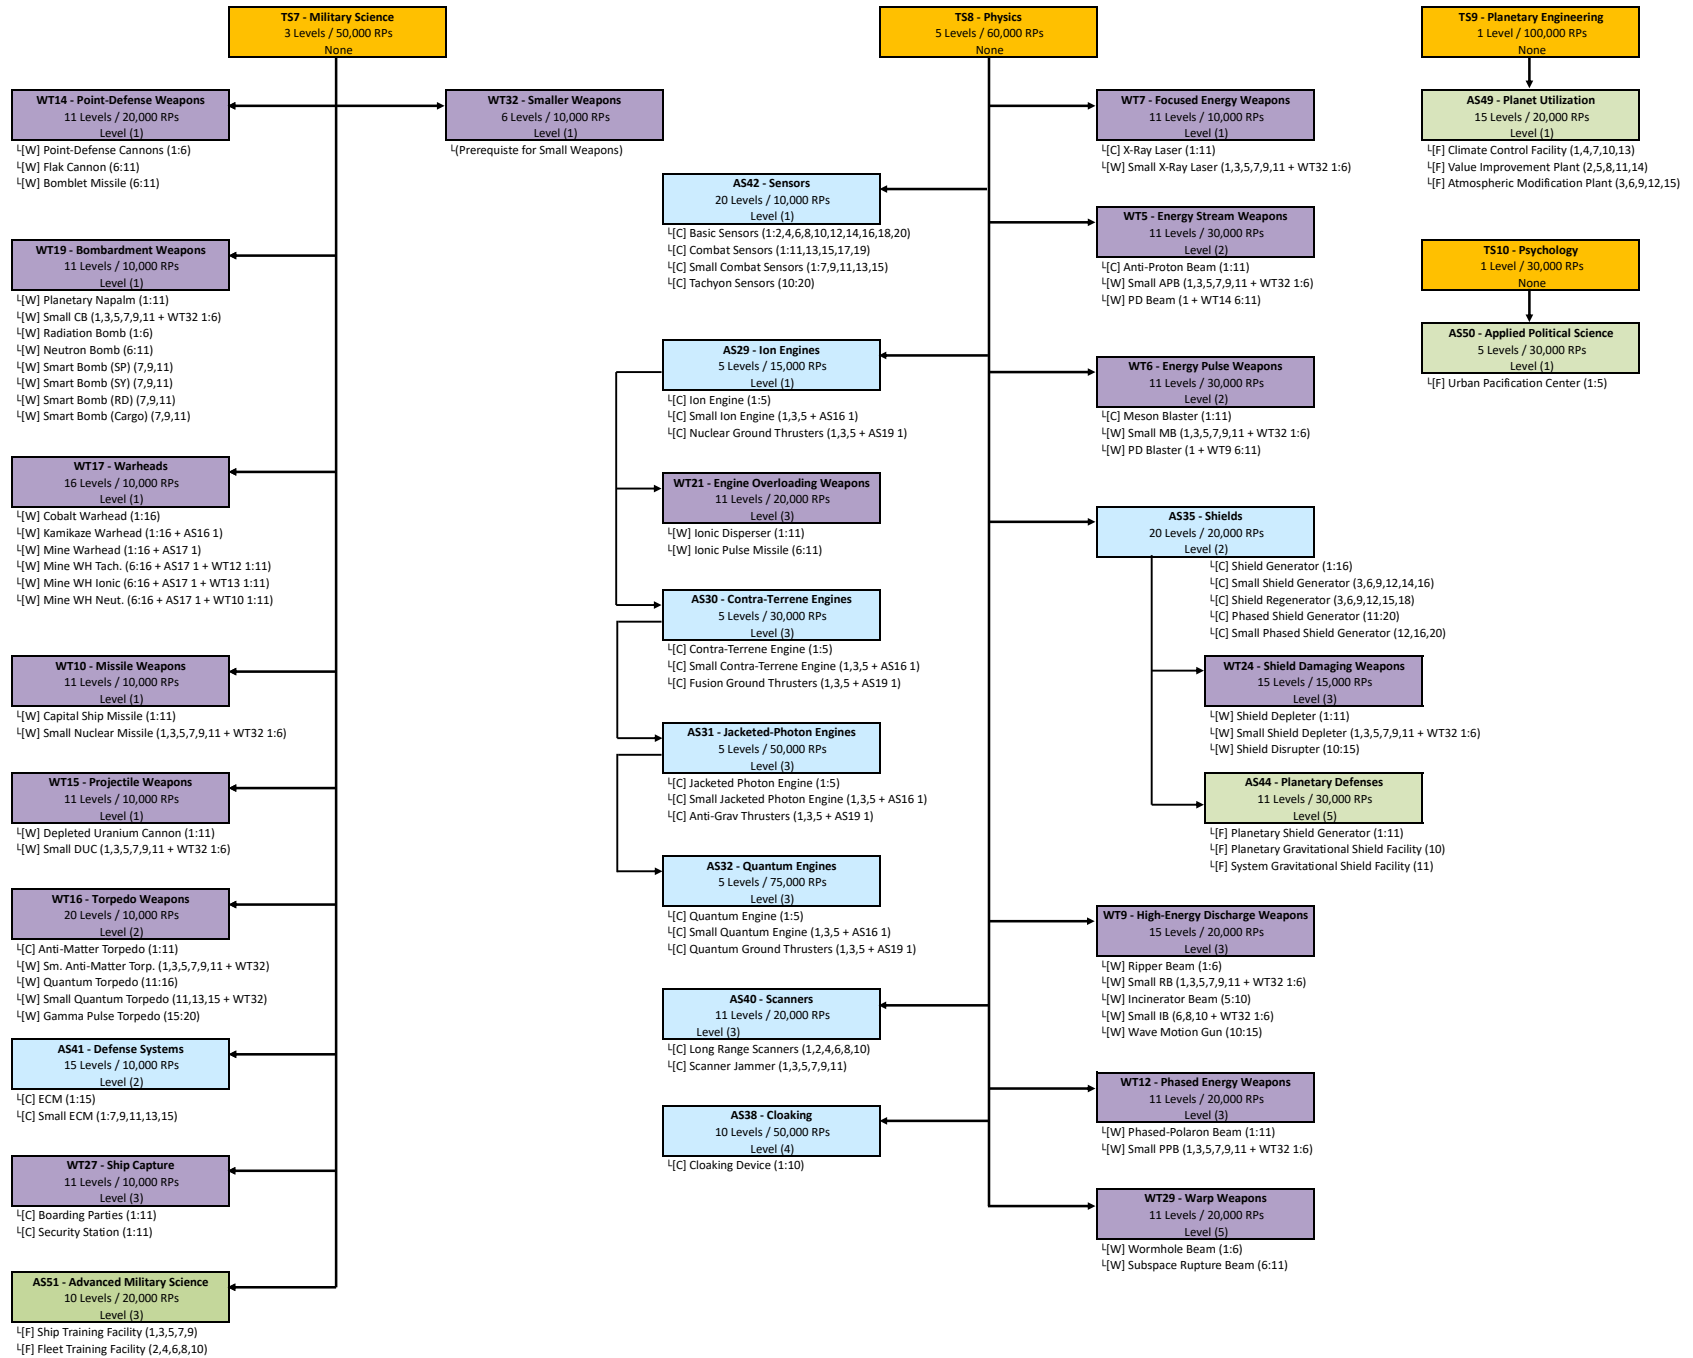 TS7 - Military Science
3 Levels / 50,000 RPs
None
WT14 - Point-Defense Weapons
11 Levels / 20,000 RPs
Level (1)
└[W] Point-Defense Cannons (1:6)
└[W] Flak Cannon (6:11)
└[W] Bomblet Missile (6:11)
WT32 - Smaller Weapons
6 Levels / 10,000 RPs
Level (1)
└(Prerequiste for Small Weapons)
WT19 - Bombardment Weapons
11 Levels / 10,000 RPs
Level (1)
└[W] Planetary Napalm (1:11)
└[W] Small CB (1,3,5,7,9,11 + WT32 1:6)
└[W] Radiation Bomb (1:6)
└[W] Neutron Bomb (6:11)
└[W] Smart Bomb (SP) (7,9,11)
└[W] Smart Bomb (SY) (7,9,11)
└[W] Smart Bomb (RD) (7,9,11)
└[W] Smart Bomb (Cargo) (7,9,11)
WT17 - Warheads
16 Levels / 10,000 RPs
Level (1)
└[W] Cobalt Warhead (1:16)
└[W] Kamikaze Warhead (1:16 + AS16 1)
└[W] Mine Warhead (1:16 + AS17 1)
└[W] Mine WH Tach. (6:16 + AS17 1 + WT12 1:11)
└[W] Mine WH Ionic (6:16 + AS17 1 + WT13 1:11)
└[W] Mine WH Neut. (6:16 + AS17 1 + WT10 1:11)
WT10 - Missile Weapons
11 Levels / 10,000 RPs
Level (1)
└[W] Capital Ship Missile (1:11)
└[W] Small Nuclear Missile (1,3,5,7,9,11 + WT32 1:6)
WT15 - Projectile Weapons
11 Levels / 10,000 RPs
Level (1)
└[W] Depleted Uranium Cannon (1:11)
└[W] Small DUC (1,3,5,7,9,11 + WT32 1:6)
WT16 - Torpedo Weapons
20 Levels / 10,000 RPs
Level (2)
└[C] Anti-Matter Torpedo (1:11)
└[W] Sm. Anti-Matter Torp. (1,3,5,7,9,11 + WT32)
└[W] Quantum Torpedo (11:16)
└[W] Small Quantum Torpedo (11,13,15 + WT32)
└[W] Gamma Pulse Torpedo (15:20)
AS41 - Defense Systems
15 Levels / 10,000 RPs
Level (2)
└[C] ECM (1:15)
└[C] Small ECM (1:7,9,11,13,15)
WT27 - Ship Capture
11 Levels / 10,000 RPs
Level (3)
└[C] Boarding Parties (1:11)
└[C] Security Station (1:11)
AS51 - Advanced Military Science
10 Levels / 20,000 RPs
Level (3)
└[F] Ship Training Facility (1,3,5,7,9)
└[F] Fleet Training Facility (2,4,6,8,10)
TS8 - Physics
5 Levels / 60,000 RPs
None
AS42 - Sensors
20 Levels / 10,000 RPs
Level (1)
└[C] Basic Sensors (1:2,4,6,8,10,12,14,16,18,20)
└[C] Combat Sensors (1:11,13,15,17,19)
└[C] Small Combat Sensors (1:7,9,11,13,15)
└[C] Tachyon Sensors (10:20)
AS29 - Ion Engines
5 Levels / 15,000 RPs
Level (1)
└[C] Ion Engine (1:5)
└[C] Small Ion Engine (1,3,5 + AS16 1)
└[C] Nuclear Ground Thrusters (1,3,5 + AS19 1)
WT21 - Engine Overloading Weapons
11 Levels / 20,000 RPs
Level (3)
└[W] Ionic Disperser (1:11)
└[W] Ionic Pulse Missile (6:11)
AS30 - Contra-Terrene Engines
5 Levels / 30,000 RPs
Level (3)
└[C] Contra-Terrene Engine (1:5)
└[C] Small Contra-Terrene Engine (1,3,5 + AS16 1)
└[C] Fusion Ground Thrusters (1,3,5 + AS19 1)
AS31 - Jacketed-Photon Engines
5 Levels / 50,000 RPs
Level (3)
└[C] Jacketed Photon Engine (1:5)
└[C] Small Jacketed Photon Engine (1,3,5 + AS16 1)
└[C] Anti-Grav Thrusters (1,3,5 + AS19 1)
AS32 - Quantum Engines
5 Levels / 75,000 RPs
Level (3)
└[C] Quantum Engine (1:5)
└[C] Small Quantum Engine (1,3,5 + AS16 1)
└[C] Quantum Ground Thrusters (1,3,5 + AS19 1)
AS40 - Scanners
11 Levels / 20,000 RPs
Level (3)
└[C] Long Range Scanners (1,2,4,6,8,10)
└[C] Scanner Jammer (1,3,5,7,9,11)
AS38 - Cloaking
10 Levels / 50,000 RPs
Level (4)
└[C] Cloaking Device (1:10)
WT7 - Focused Energy Weapons
11 Levels / 10,000 RPs
Level (1)
└[C] X-Ray Laser (1:11)
└[W] Small X-Ray Laser (1,3,5,7,9,11 + WT32 1:6)
WT5 - Energy Stream Weapons
11 Levels / 30,000 RPs
Level (2)
└[C] Anti-Proton Beam (1:11)
└[W] Small APB (1,3,5,7,9,11 + WT32 1:6)
└[W] PD Beam (1 + WT14 6:11)
WT6 - Energy Pulse Weapons
11 Levels / 30,000 RPs
Level (2)
└[C] Meson Blaster (1:11)
└[W] Small MB (1,3,5,7,9,11 + WT32 1:6)
└[W] PD Blaster (1 + WT9 6:11)
AS35 - Shields
20 Levels / 20,000 RPs
Level (2)
└[C] Shield Generator (1:16)
└[C] Small Shield Generator (3,6,9,12,14,16)
└[C] Shield Regenerator (3,6,9,12,15,18)
└[C] Phased Shield Generator (11:20)
└[C] Small Phased Shield Generator (12,16,20)
WT24 - Shield Damaging Weapons
15 Levels / 15,000 RPs
Level (3)
└[W] Shield Depleter (1:11)
└[W] Small Shield Depleter (1,3,5,7,9,11 + WT32 1:6)
└[W] Shield Disrupter (10:15)
AS44 - Planetary Defenses
11 Levels / 30,000 RPs
Level (5)
└[F] Planetary Shield Generator (1:11)
└[F] Planetary Gravitational Shield Facility (10)
└[F] System Gravitational Shield Facility (11)
WT9 - High-Energy Discharge Weapons
15 Levels / 20,000 RPs
Level (3)
└[W] Ripper Beam (1:6)
└[W] Small RB (1,3,5,7,9,11 + WT32 1:6)
└[W] Incinerator Beam (5:10)
└[W] Small IB (6,8,10 + WT32 1:6)
└[W] Wave Motion Gun (10:15)
WT12 - Phased Energy Weapons
11 Levels / 20,000 RPs
Level (3)
└[W] Phased-Polaron Beam (1:11)
└[W] Small PPB (1,3,5,7,9,11 + WT32 1:6)
WT29 - Warp Weapons
11 Levels / 20,000 RPs
Level (5)
└[W] Wormhole Beam (1:6)
└[W] Subspace Rupture Beam (6:11)
TS9 - Planetary Engineering
1 Level / 100,000 RPs
None
AS49 - Planet Utilization
15 Levels / 20,000 RPs
Level (1)
└[F] Climate Control Facility (1,4,7,10,13)
└[F] Value Improvement Plant (2,5,8,11,14)
└[F] Atmospheric Modification Plant (3,6,9,12,15)
TS10 - Psychology
1 Level / 30,000 RPs
None
AS50 - Applied Political Science
5 Levels / 30,000 RPs
Level (1)
└[F] Urban Pacification Center (1:5)